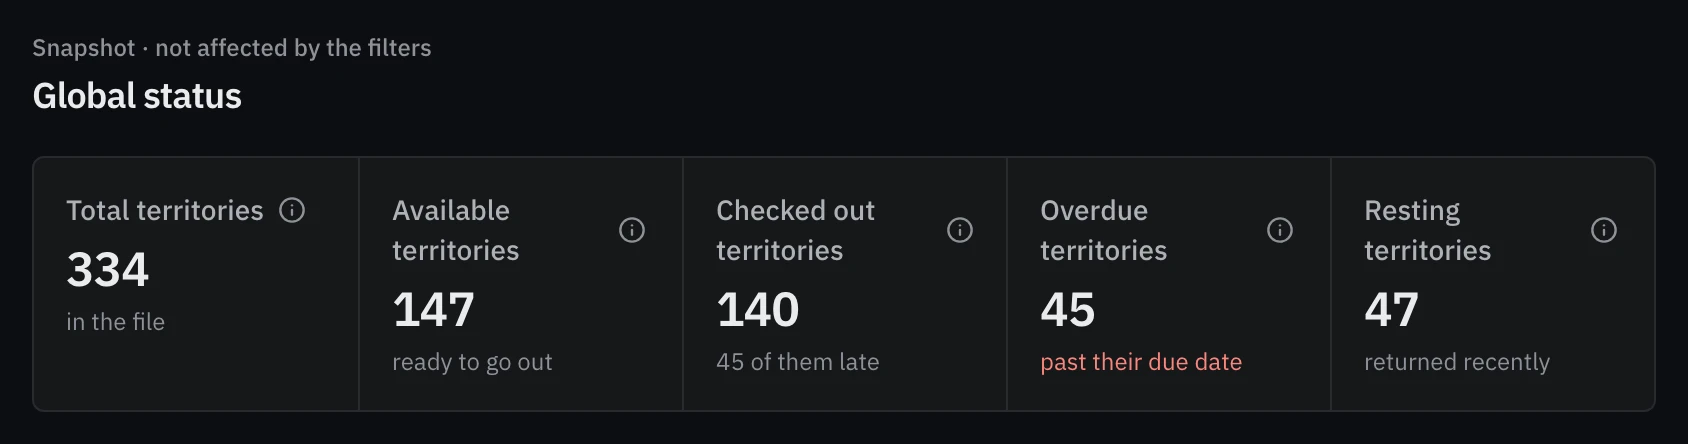 Snapshot · not affected by the filters
Global status
Total territories
334
in the file
Available
territories
147
ready to go out
Checked out
territories
140
45 of them late
Overdue
territories
45
past their due date
Resting
territories
47
returned recently